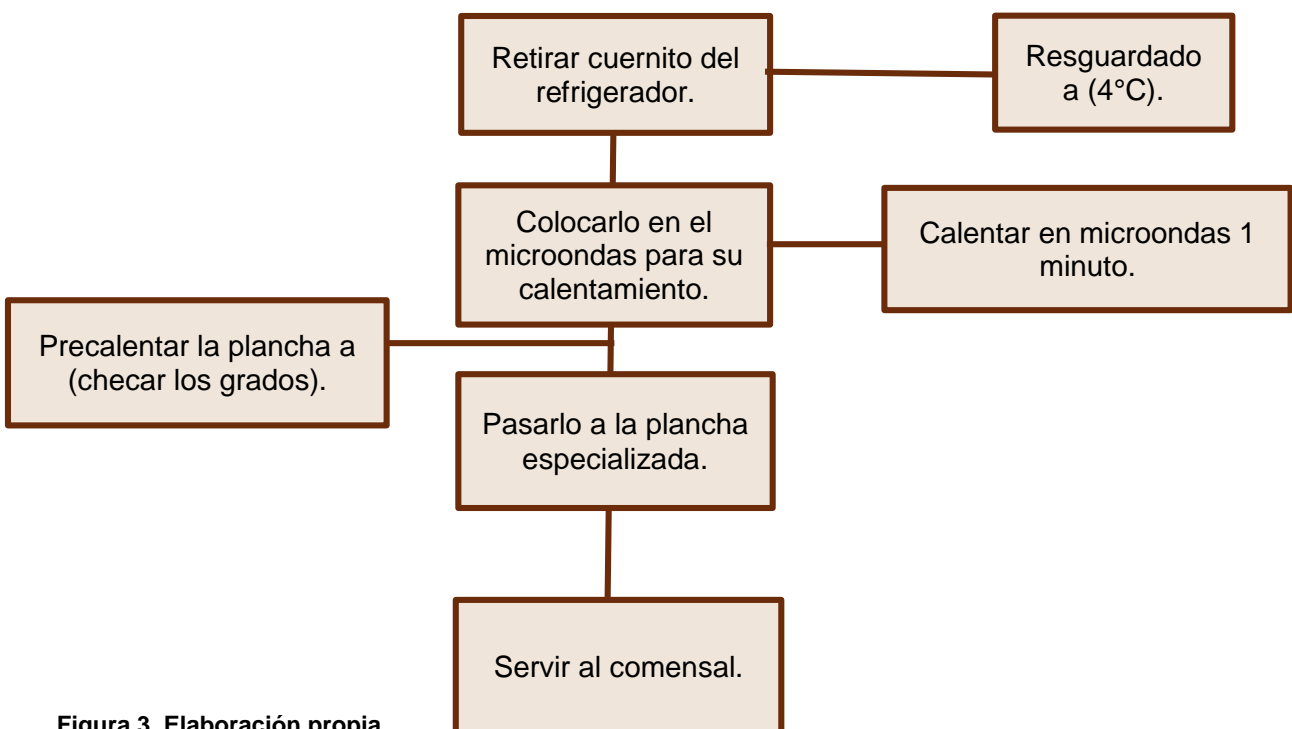 Retirar cuernito del
refrigerador.
Resguardado
a (4°C).
Colocarlo en el
microondas para su
calentamiento.
Calentar en microondas 1
minuto.
Precalentar la plancha a
(checar los grados).
Pasarlo a la plancha
especializada.
Servir al comensal.
Figura 3. Elaboración propia